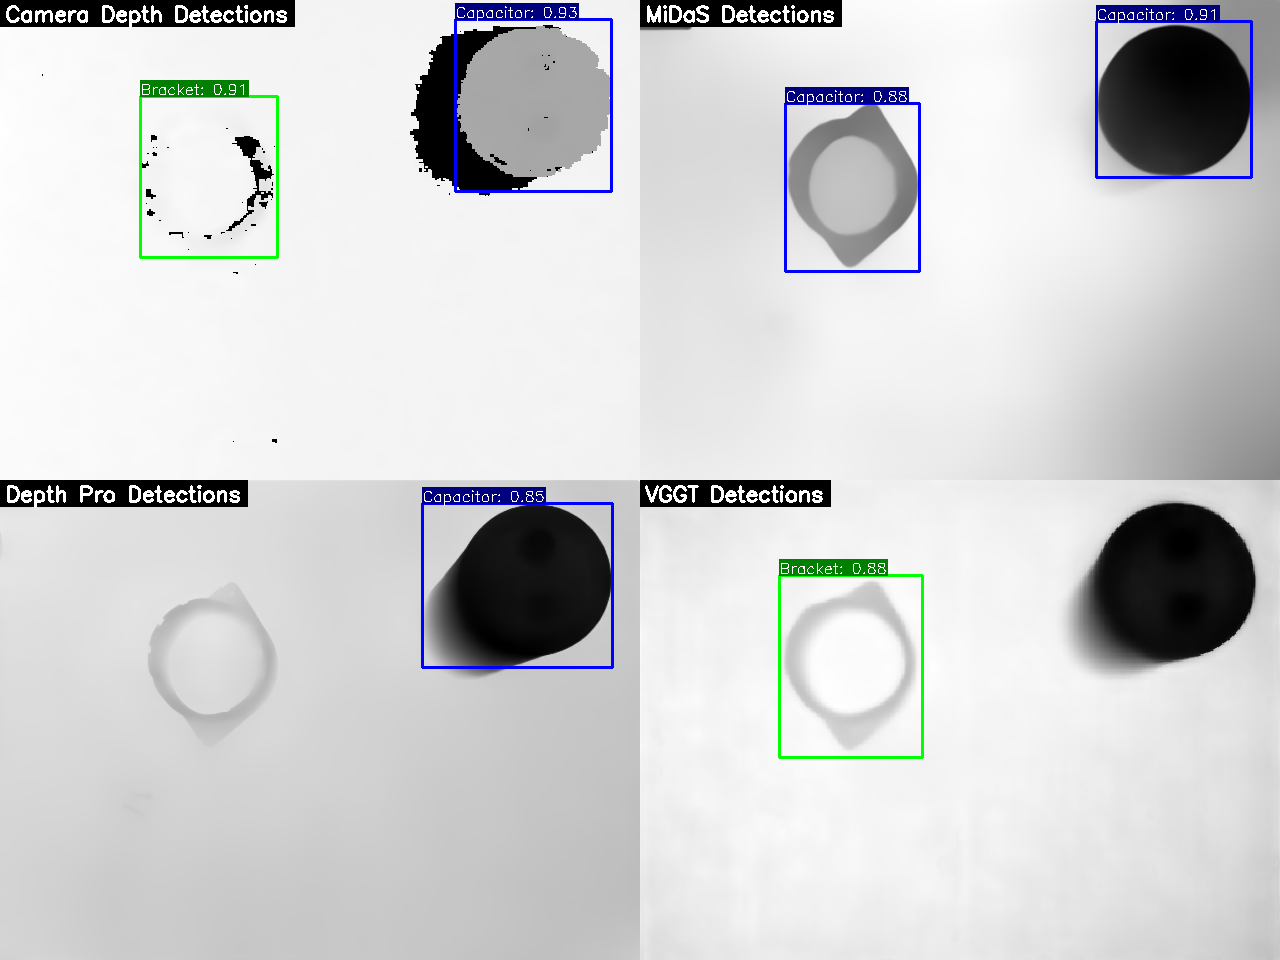 Camera Depth Detections
Capacitor: 0.93
Bracket: 0.91
MiDaS Detections
Capacitor: 0.91
Capacitor: 0.88
Depth Pro Detections
Capacitor: 0.85
VGGT Detections
Bracket: 0.88